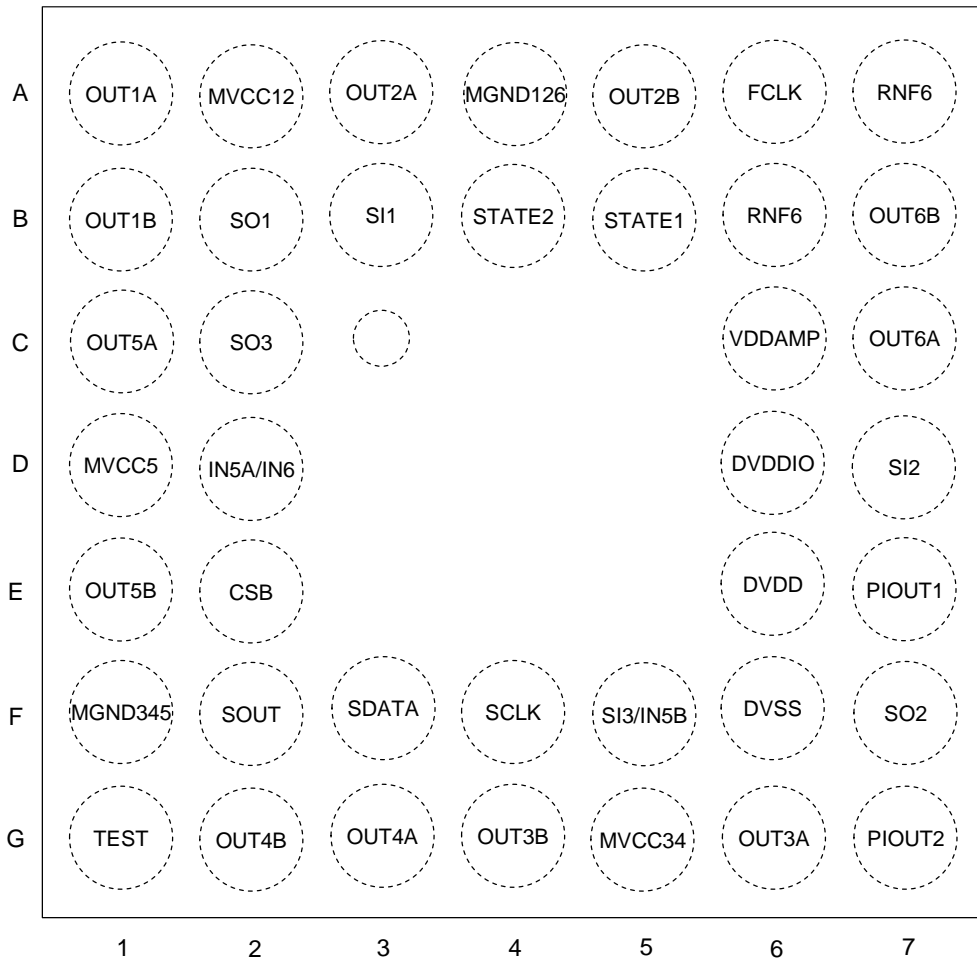 A OUT1A MVCC12 OUT2A MGND126 OUT2B FCLK RNF6
B OUT1B SO1 SI1 STATE2 STATE1 RNF6 OUT6B
C OUT5A SO3 VDDAMP OUT6A
D MVCC5 IN5A/IN6 DVDDIO SI2
E OUT5B CSB DVDD PIOUT1
F MGND345 SOUT SDATA SCLK SI3/IN5B DVSS SO2
G TEST OUT4B OUT4A OUT3B MVCC34 OUT3A PIOUT2
1 2 3 4 5 6 7